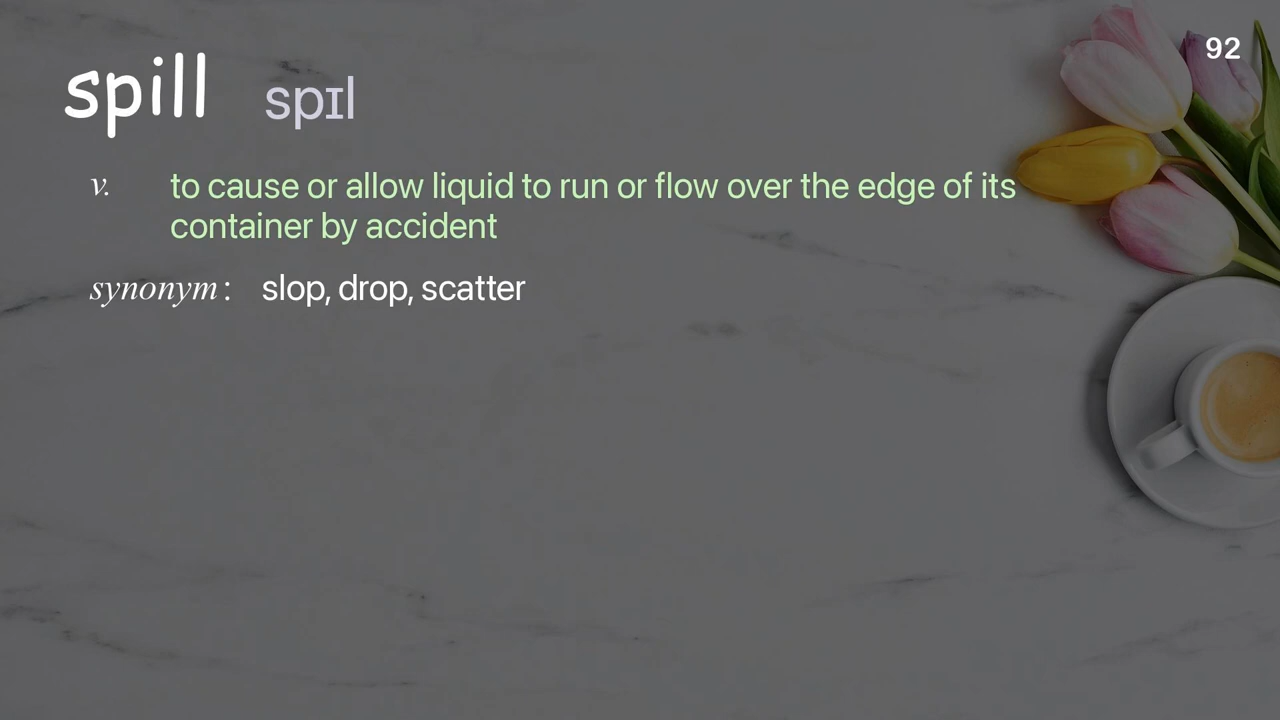 92
spill spɪl
v. to cause or allow liquid to run or flow over the edge of its
container by accident
synonym: slop, drop, scatter